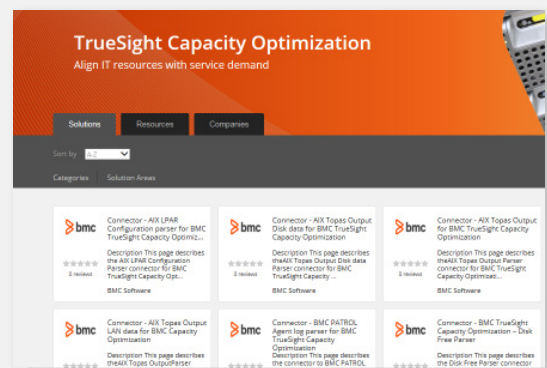 TrueSight Capacity Optimization
Align IT resources with service demand
Solutions Resources Companies
Sort by A-Z
Categories Solution Areas
bmc
Connector - AIX LPAR
Configuration parser for BMC
TrueSight Capacity Optimiz...
Description This page describes
the AIX LPAR Configuration
Parser connector for BMC
TrueSight Capacity Opt...
0 reviews
BMC Software
bmc
Connector - AIX Topas Output
Disk data for BMC TrueSight
Capacity Optimization
Description This page describes
theAIX Topas Output Disk data
Parser connector for BMC
TrueSight Capacity ...
0 reviews
BMC Software
bmc
Connector - AIX Topas Output
for BMC TrueSight Capacity
Optimization
Description This page describes
theAIX Topas Output Parser
connector for BMC TrueSight
Capacity Optimizati...
0 reviews
BMC Software
bmc
Connector - AIX Topas Output
LAN data for BMC Capacity
Optimization
Description This page describes
theAIX Topas OutputParser
bmc
Connector - BMC PATROL
Agent log parser for BMC
TrueSight Capacity
Optimization
Description This page describes
the connector to BMC PATROL
bmc
Connector - BMC TrueSight
Capacity Optimization – Disk
Free Parser
Description This page describes
the Disk Free Parser connector